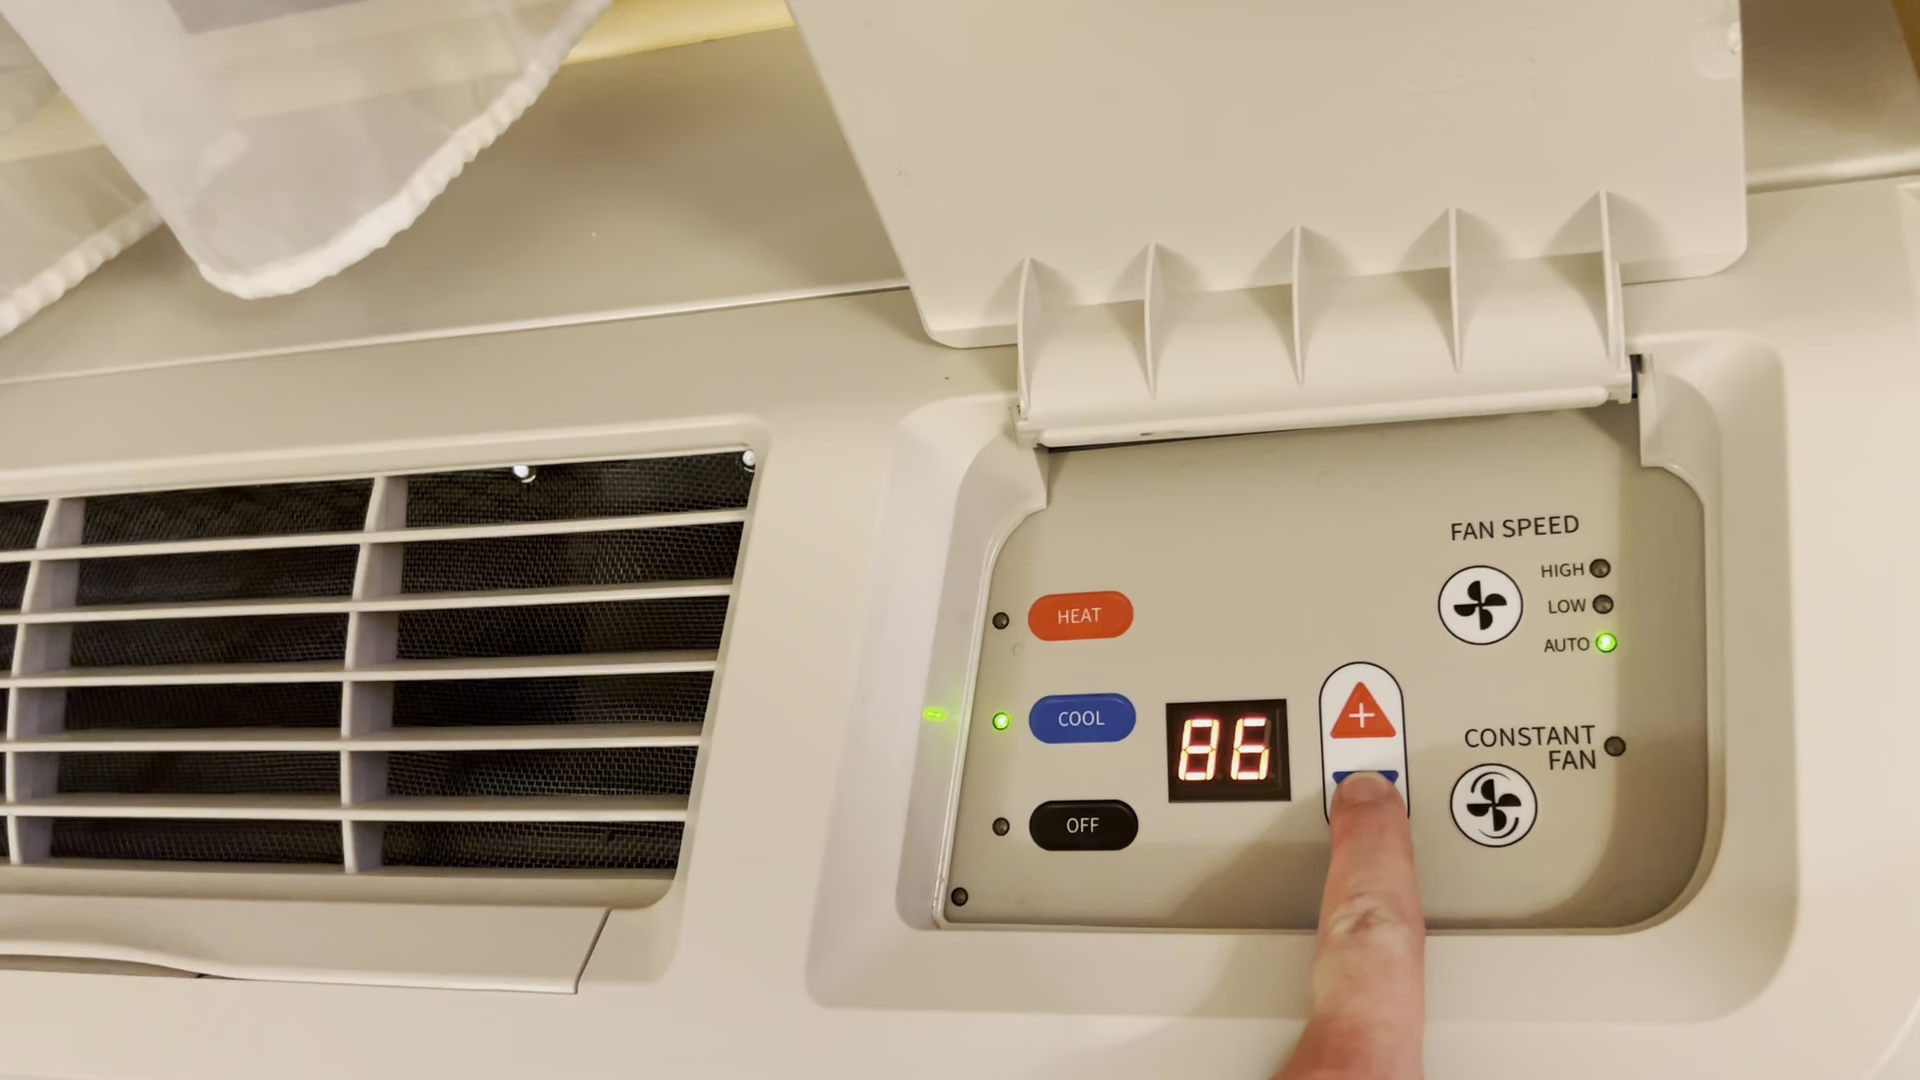 FAN SPEED
HIGH
LOW
AUTO
HEAT
COOL
86
+
CONSTANT
FAN
OFF